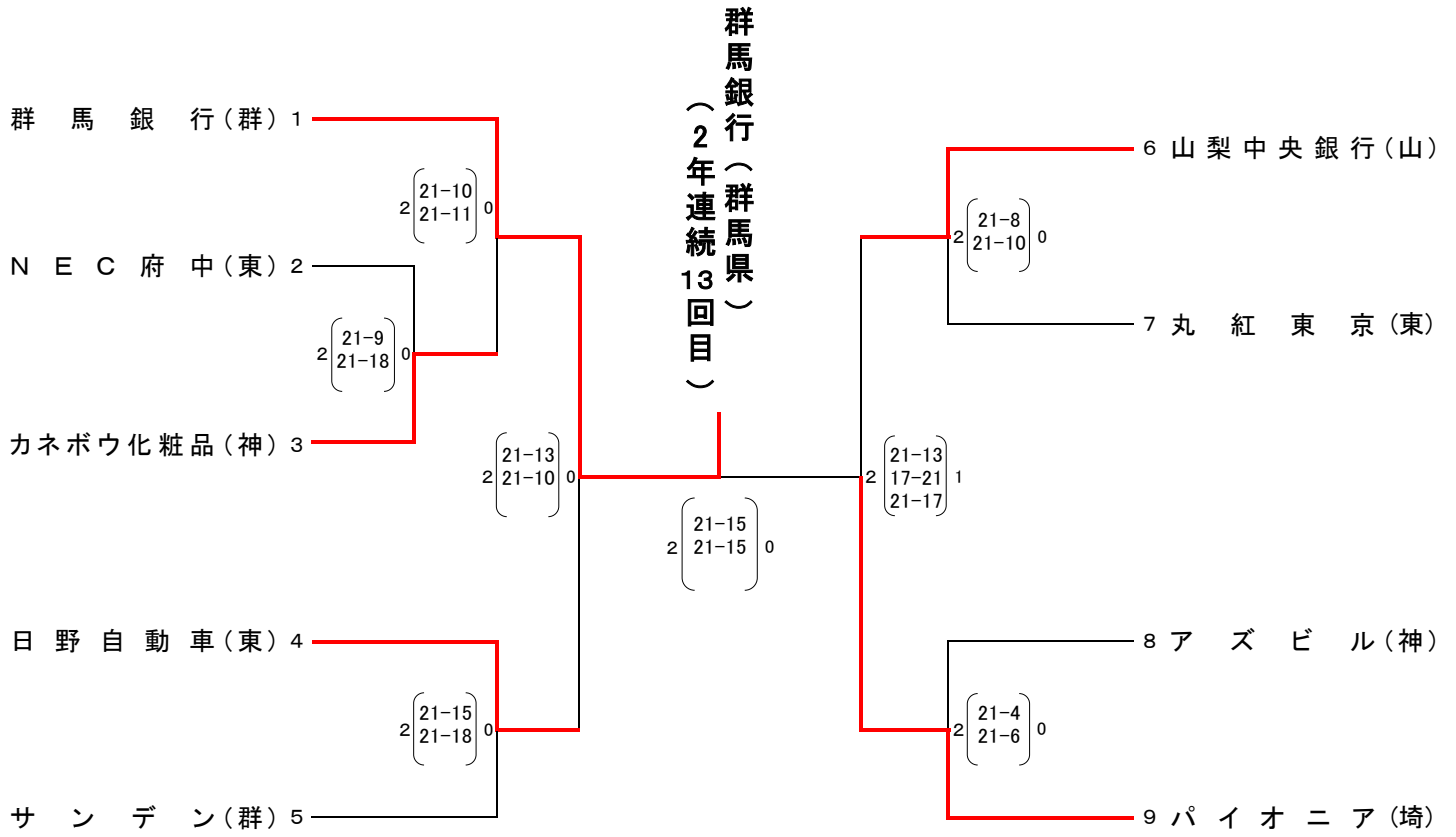 群馬銀行（群馬県）
（2年連続13回目）
群馬銀行(群) 1
2 21-10 0
21-11
NEC府中(東) 2
2 21-9 0
21-18
カネボウ化粧品(神) 3
2 21-13 0
21-10
日野自動車(東) 4
2 21-15 0
21-18
サンデン(群) 5
2 21-15 0
21-15
6 山梨中央銀行(山)
2 21-8 0
21-10
7 丸紅東京(東)
21-13
2 17-21 1
21-17
8 アズビル(神)
2 21-4 0
21-6
9 パイオニア(埼)